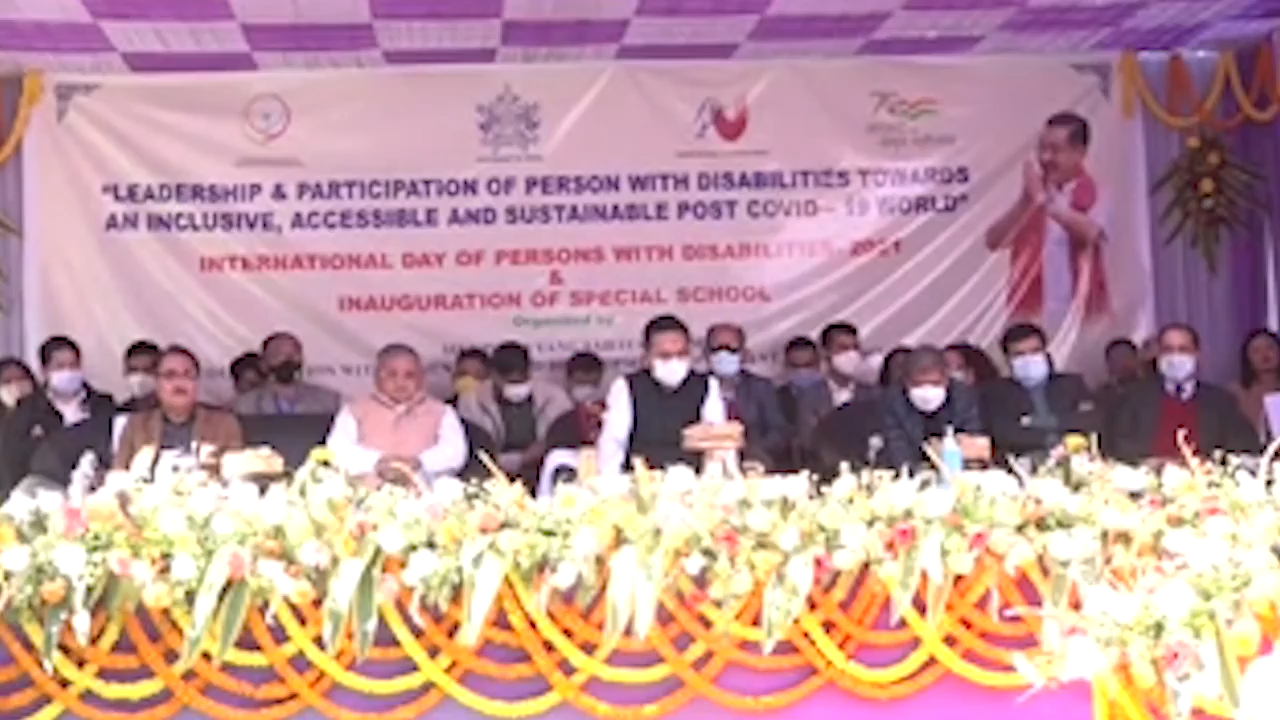 "LEADERSHIP & PARTICIPATION OF PERSON WITH DISABILITIES TOWARDS
AN INCLUSIVE, ACCESSIBLE AND SUSTAINABLE POST COVID- 19 WORLD"
INTERNATIONAL DAY OF PERSONS WITH DISABILITIES- 2021
&
INAUGURATION OF SPECIAL SCHOOL
Organized by